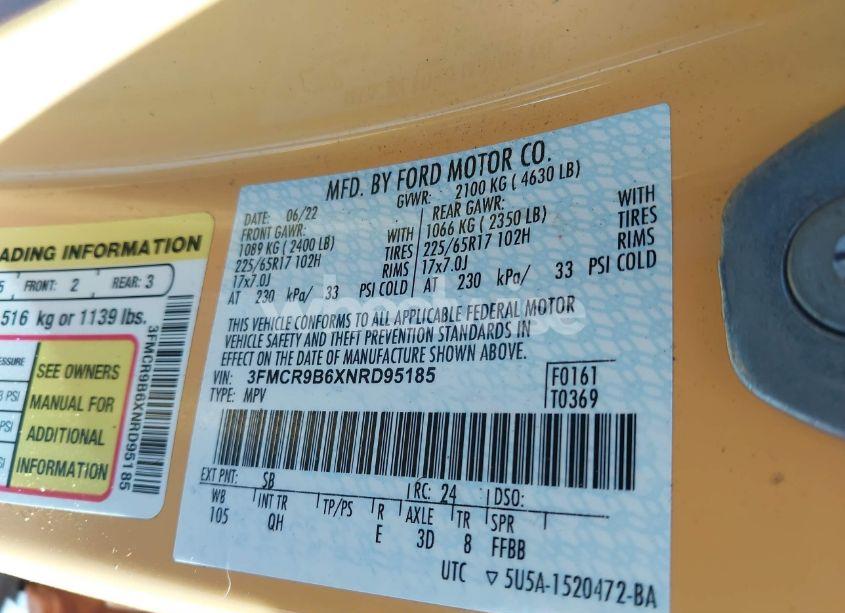 MFD. BY FORD MOTOR CO.
DATE: 06/22 GVWR: 2100 KG ( 4630 LB)
FRONT GAWR: REAR GAWR:
1089 KG ( 2400 LB) WITH 1066 KG ( 2350 LB) WITH
225/65R17 102H TIRES 225/65R17 102H TIRES
17x7.0J RIMS 17x7.0J RIMS
AT 230 kPa/ 33 PSI COLD AT 230 kPa/ 33 PSI COLD
THIS VEHICLE CONFORMS TO ALL APPLICABLE FEDERAL MOTOR
VEHICLE SAFETY AND THEFT PREVENTION STANDARDS IN
EFFECT ON THE DATE OF MANUFACTURE SHOWN ABOVE.
VIN: 3FMCR9B6XNRD95185 F0161
TYPE: MPV T0369
EXT PNT: SB RC: 24 DSO:
WB INT TR TP/PS R AXLE TR SPR
105 QH E 3D 8 FFBB
UTC ▽ 5U5A-1520472-BA
ADING INFORMATION
5 FRONT: 2 REAR: 3
516 kg or 1139 lbs.
SEE OWNERS
MANUAL FOR
ADDITIONAL
INFORMATION
PSI
PSI
3FMCR9B6XNRD95185